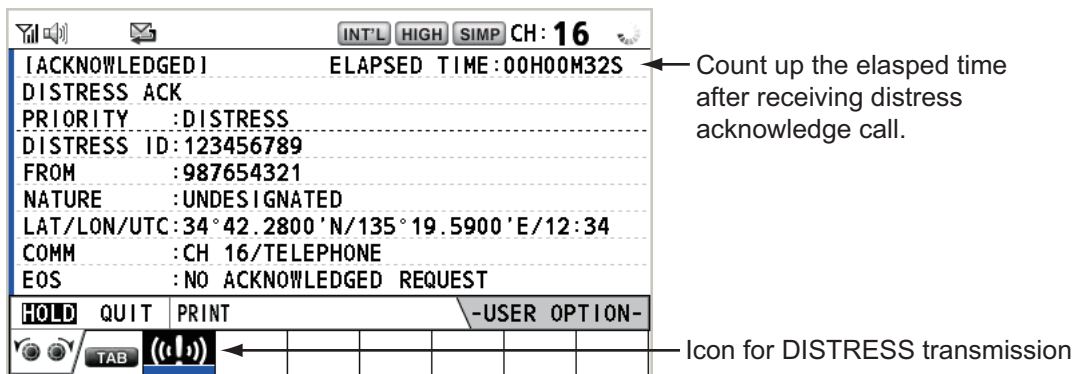 INT'L HIGH SIMP CH: 16
[ACKNOWLEDGED] ELAPSED TIME:00H00M32S
DISTRESS ACK
PRIORITY :DISTRESS
DISTRESS ID:123456789
FROM :987654321
NATURE :UNDESIGNATED
LAT/LON/UTC:34°42.2800'N/135°19.5900'E/12:34
COMM :CH 16/TELEPHONE
EOS :NO ACKNOWLEDGED REQUEST
HOLD QUIT PRINT -USER OPTION-
TAB
Count up the elasped time
after receiving distress
acknowledge call.
Icon for DISTRESS transmission